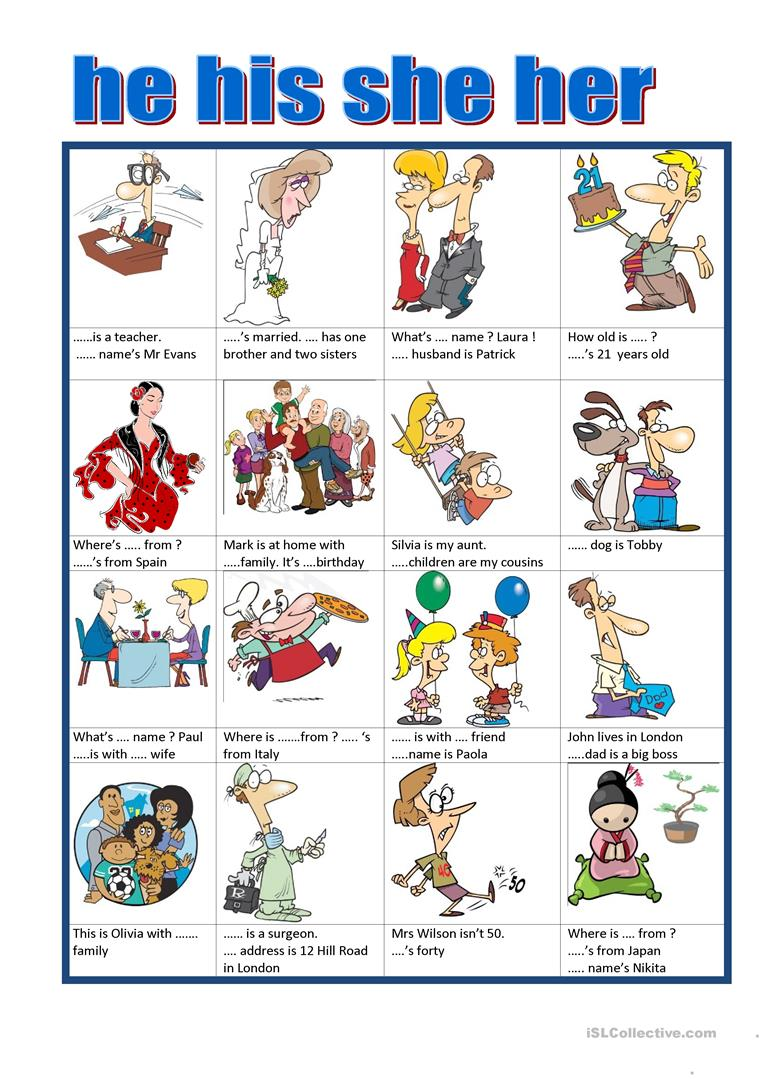 he his she her
21
......is a teacher.
...... name's Mr Evans
.....'s married. .... has one
brother and two sisters
What's .... name ? Laura !
..... husband is Patrick
How old is ..... ?
.....'s 21 years old
Where's ..... from ?
......'s from Spain
Mark is at home with
.....family. It's ....birthday
Silvia is my aunt.
.....children are my cousins
...... dog is Tobby
Dad
What's .... name ? Paul
.....is with ..... wife
Where is .......from ? ..... 's
from Italy
...... is with .... friend
.....name is Paola
John lives in London
.....dad is a big boss
23
40
50
This is Olivia with .......
family
...... is a surgeon.
.... address is 12 Hill Road
in London
Mrs Wilson isn't 50.
....'s forty
Where is .... from ?
.....'s from Japan
..... name's Nikita
iSLCollective.com